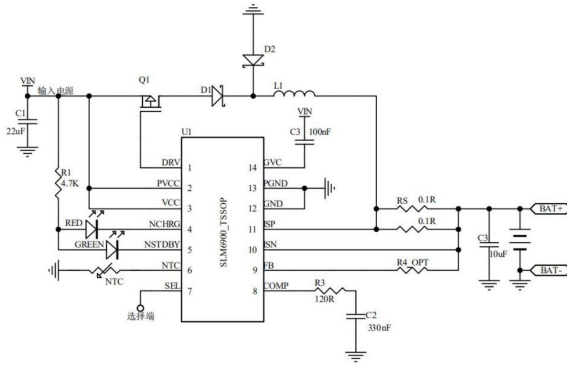 D2
Q1
VIN
输入电源
D1
L1
C1
22uF
VIN
C3
100nF
U1
R1
4.7K
DRV
1
14
GVC
PVCC
2
13
PGND
VCC
3
12
GND
RED
NCHRG
4
11
ISP
GREEN
NSTDBY
5
10
ISN
NTC
6
9
FB
SEL
7
8
COMP
SLM6900_TSSOP
NTC
选择端
RS
0.1R
0.1R
R4_OPT
R3
120R
C2
330nF
C3
10uF
BAT+
BAT-